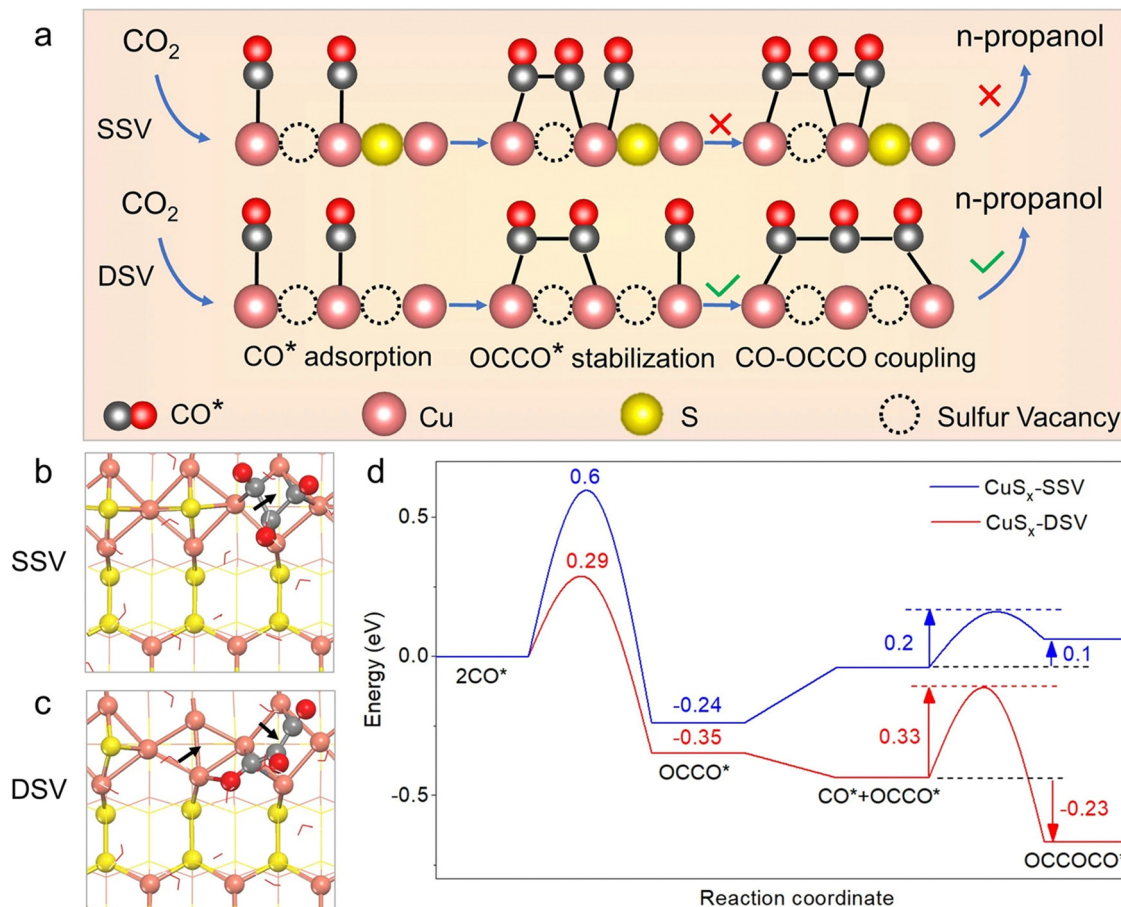 a
CO₂
n-propanol
SSV
CO₂
n-propanol
DSV
CO* adsorption
OCCO* stabilization
CO-OCCO coupling
CO*
Cu
S
Sulfur Vacancy
b
SSV
c
DSV
d
CuSₓ-SSV
CuSₓ-DSV
Energy (eV)
0.5
0.0
-0.5
0.6
0.29
2CO*
-0.24
-0.35
OCCO*
0.2
0.1
0.33
CO*+OCCO*
-0.23
OCCOCO*
Reaction coordinate